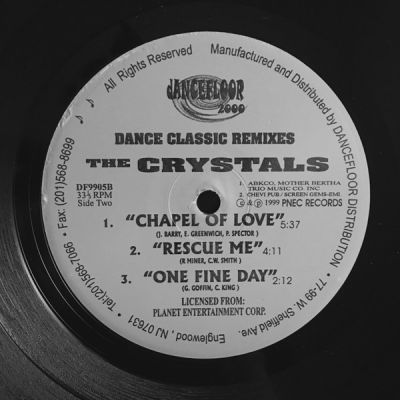 All Rights Reserved
Manufactured and Distributed by DANCEFLOOR DISTRIBUTION • 77-99 W. Sheffield Ave.
Englewood, NJ 07631 • Tel:(201)568-7066 • Fax: (201)568-8699
DANCEFLOOR
2000
DANCE CLASSIC REMIXES
THE CRYSTALS
DF9905B
33⅓ RPM
Side Two
1. ABKCO, MOTHER BERTHA
TRIO MUSIC CO. INC
2. CHEVI PUB / SCREEN GEMS-EMI
© & ℗ 1999 PNEC RECORDS
1. "CHAPEL OF LOVE" 5:37
(J. BARRY, E. GREENWICH, P. SPECTOR)
2. "RESCUE ME" 4:11
(R MINER, C.W. SMITH)
3. "ONE FINE DAY" 2:12
(G. GOFFIN, C. KING)
LICENSED FROM:
PLANET ENTERTAINMENT CORP.